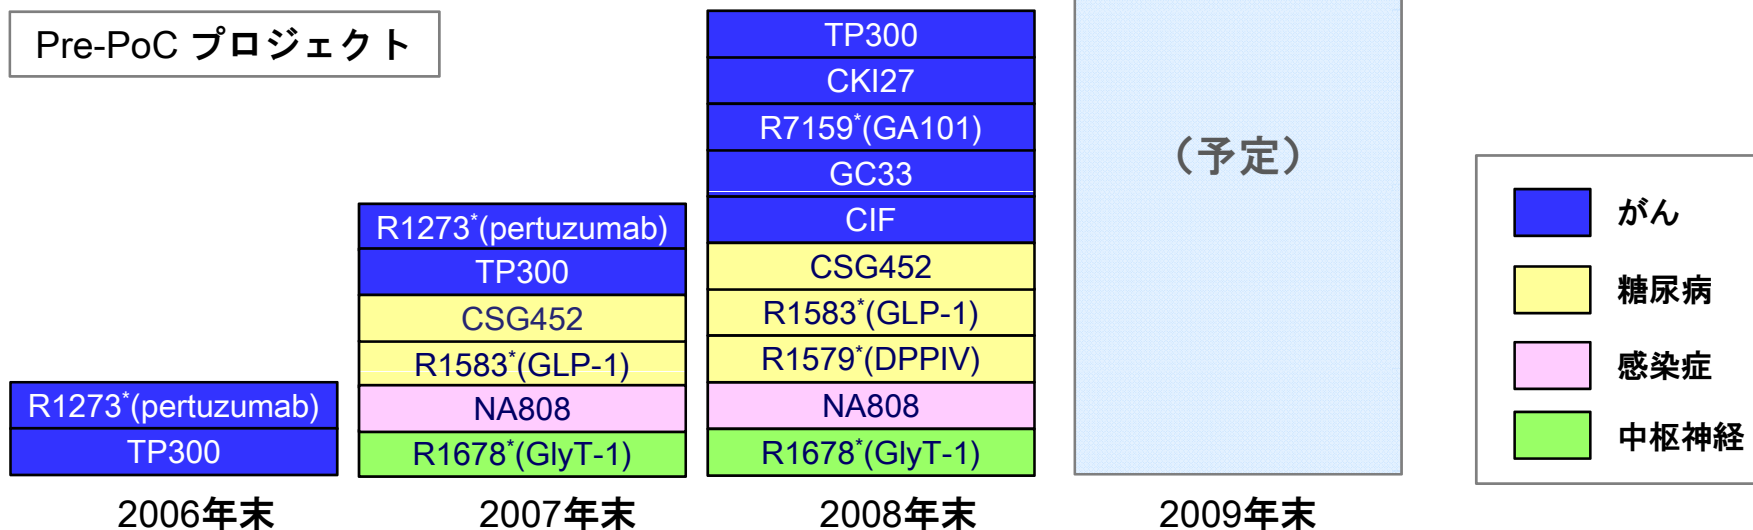 Pre-PoC プロジェクト
R1273*(pertuzumab)
TP300
2006年末
R1273*(pertuzumab)
TP300
CSG452
R1583*(GLP-1)
NA808
R1678*(GlyT-1)
2007年末
TP300
CKI27
R7159*(GA101)
GC33
CIF
CSG452
R1583*(GLP-1)
R1579*(DPPIV)
NA808
R1678*(GlyT-1)
2008年末
（予定）
2009年末
がん
糖尿病
感染症
中枢神経